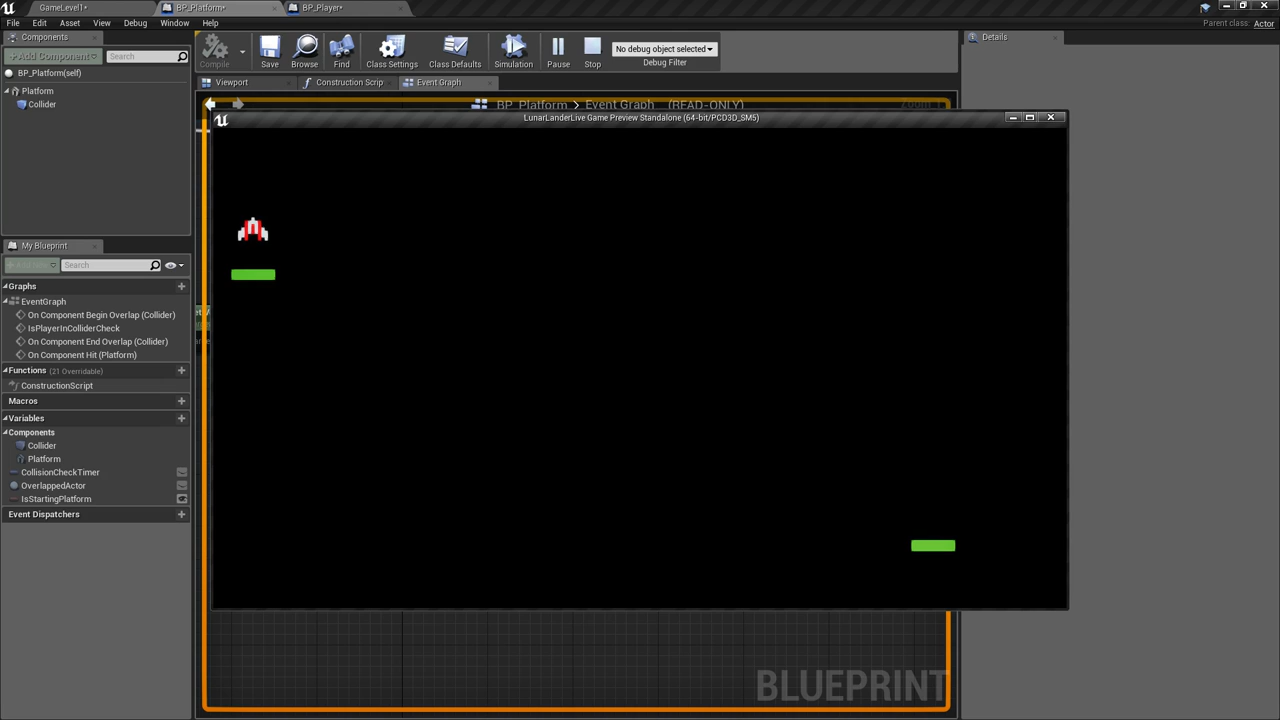 GameLevel1*
BP_Platform*
BP_Player*
File Edit Asset View Debug Window Help
Parent class: Actor
Components
+Add Component
Search
BP_Platform(self)
Platform
Collider
Compile
Save
Browse
Find
Class Settings
Class Defaults
Simulation
Pause
Stop
No debug object selected
Debug Filter
Details
Viewport
Construction Scrip
Event Graph
BP_Platform > Event Graph (READ-ONLY)
LunarLanderLive Game Preview Standalone (64-bit/PCD3D_SM5)
My Blueprint
Search
Graphs
EventGraph
On Component Begin Overlap (Collider)
IsPlayerInColliderCheck
On Component End Overlap (Collider)
On Component Hit (Platform)
Functions (21 Overridable)
ConstructionScript
Macros
Variables
Components
Collider
Platform
CollisionCheckTimer
OverlappedActor
IsStartingPlatform
Event Dispatchers
BLUEPRINT